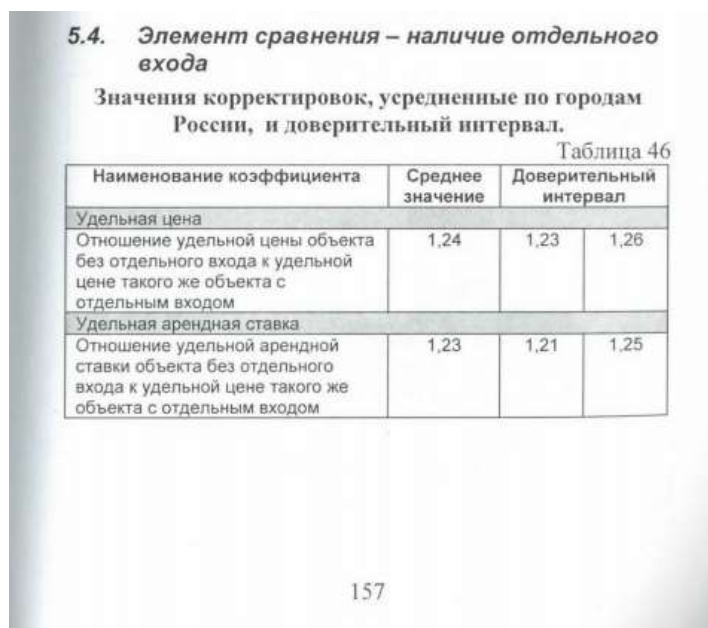 5.4. Элемент сравнения – наличие отдельного
входа
Значения корректировок, усредненные по городам
России, и доверительный интервал.
Таблица 46
Наименование коэффициента Среднее Доверительный
значение интервал
Удельная цена
Отношение удельной цены объекта 1,24 1,23 1,26
без отдельного входа к удельной
цене такого же объекта с
отдельным входом
Удельная арендная ставка
Отношение удельной арендной 1,23 1,21 1,25
ставки объекта без отдельного
входа к удельной цене такого же
объекта с отдельным входом
157